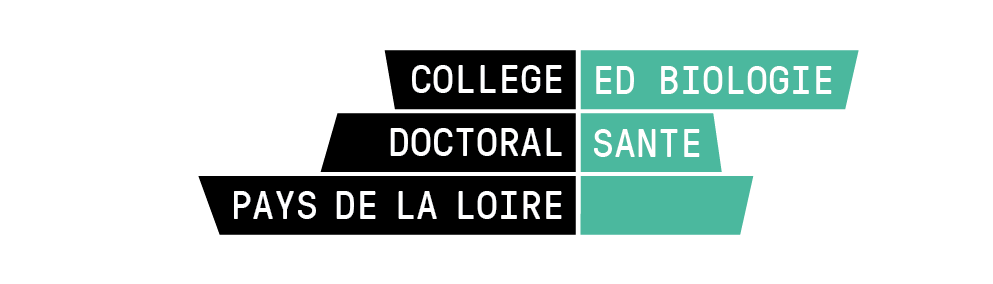 COLLEGE ED BIOLOGIE
DOCTORAL SANTE
PAYS DE LA LOIRE